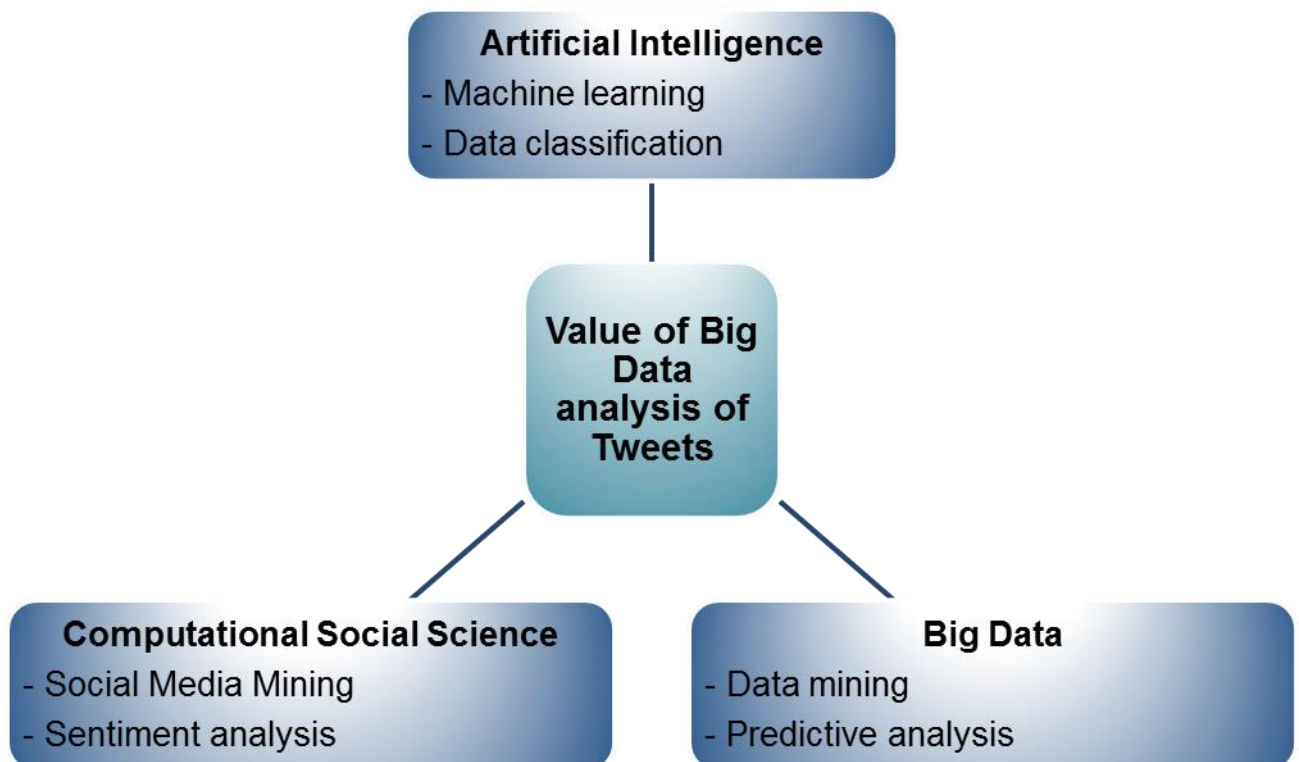 Artificial Intelligence
- Machine learning
- Data classification
Value of Big
Data
analysis of
Tweets
Computational Social Science
- Social Media Mining
- Sentiment analysis
Big Data
- Data mining
- Predictive analysis